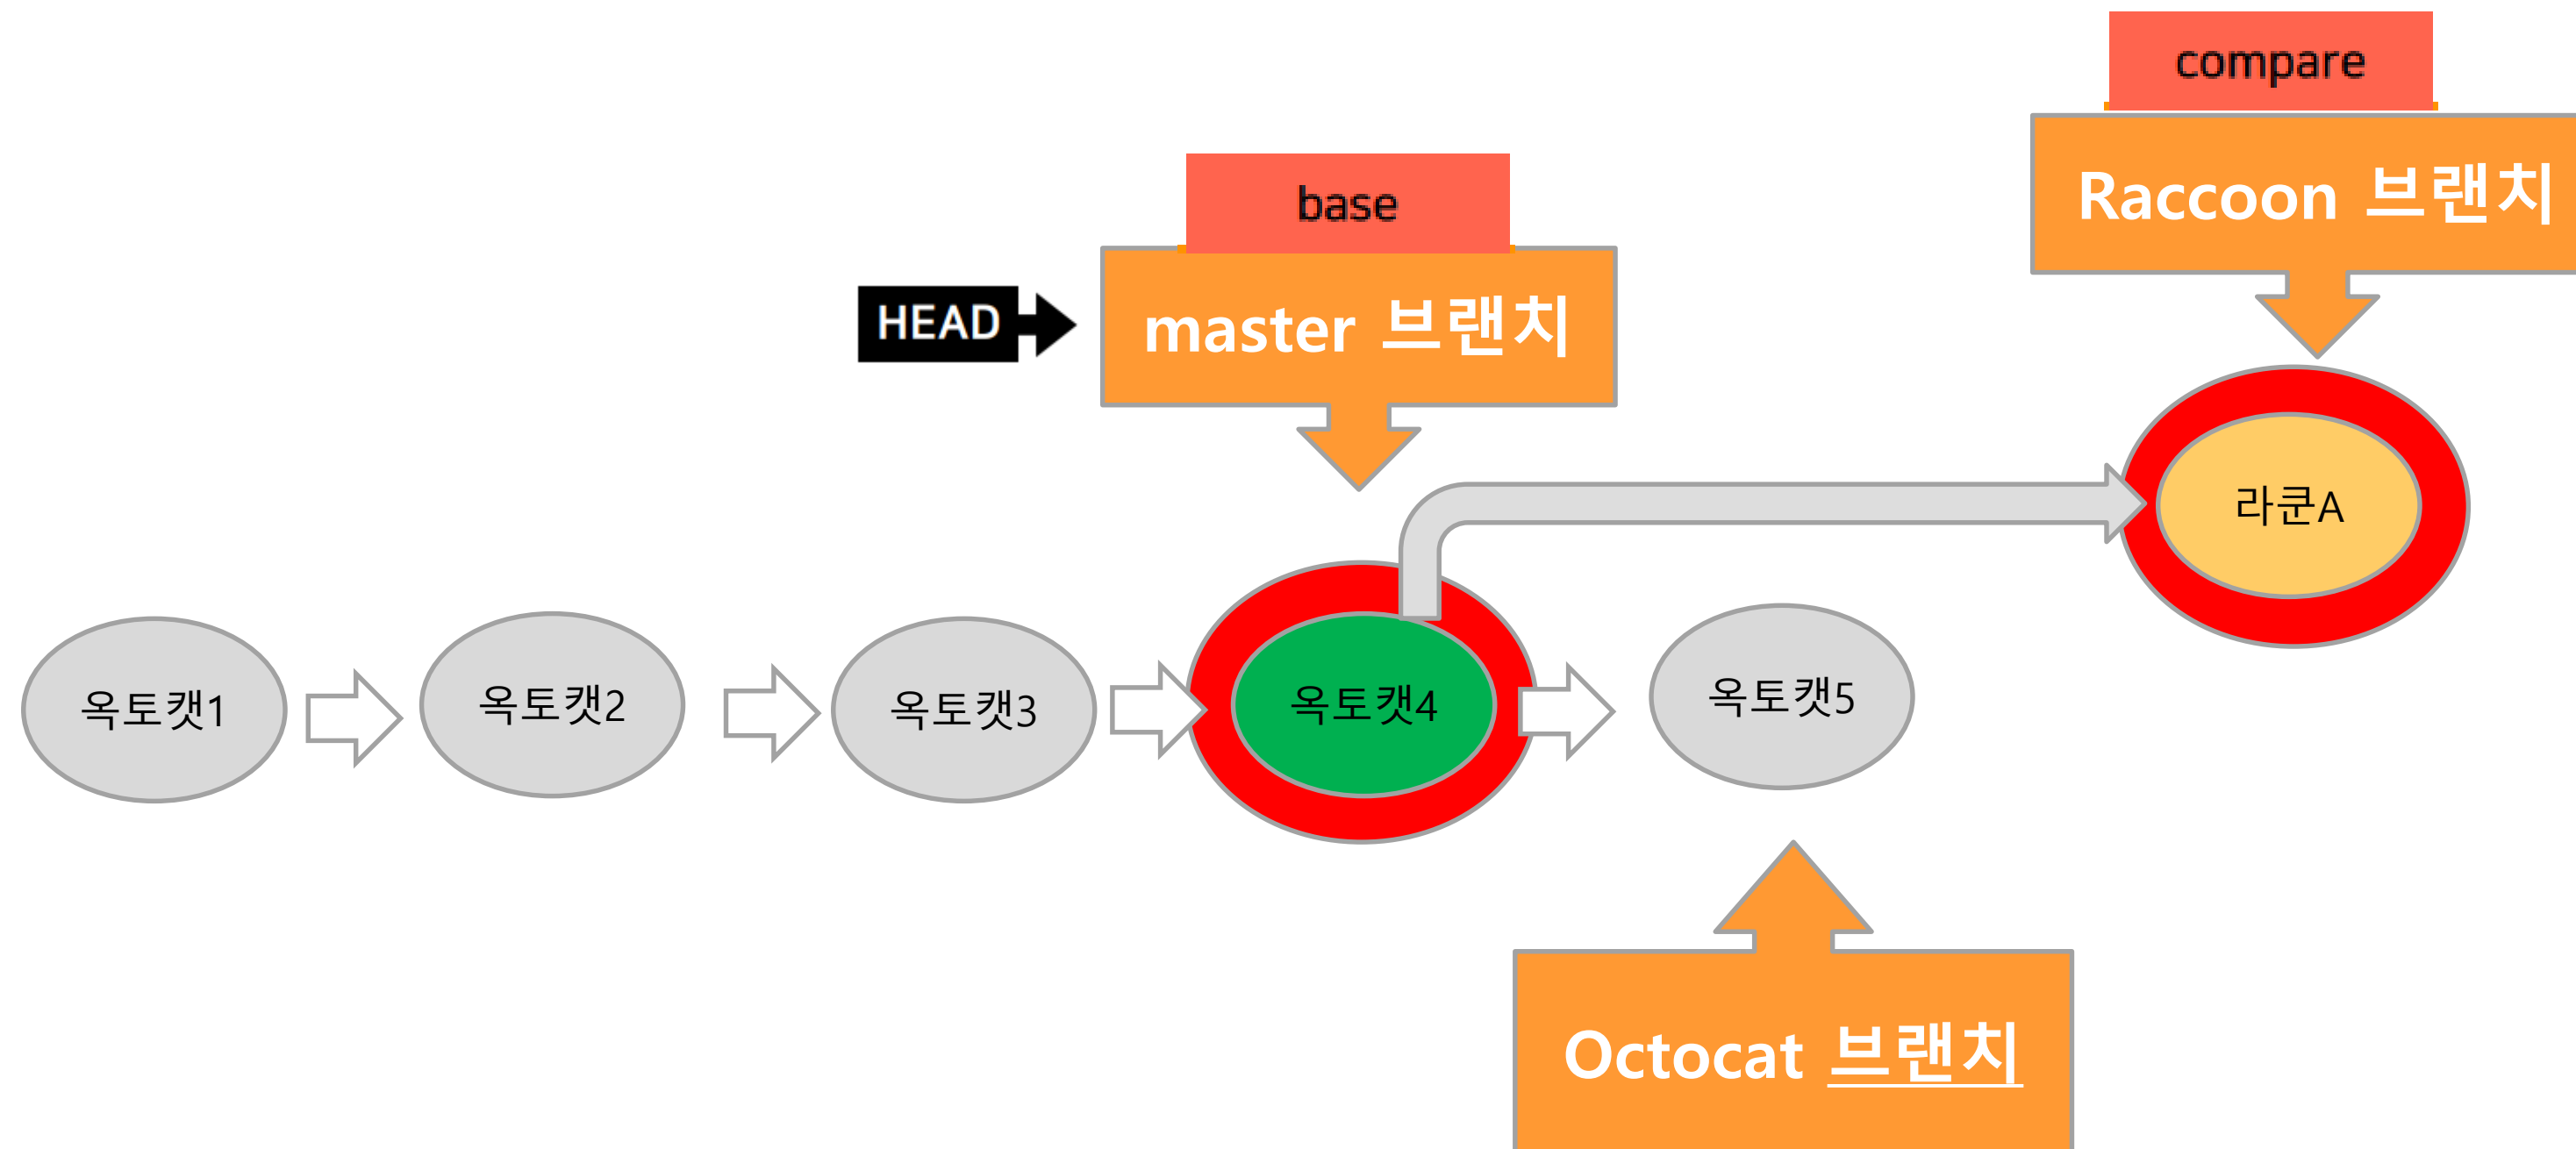 compare
Raccoon 브랜치
base
HEAD
master 브랜치
라쿤A
옥토캣1
옥토캣2
옥토캣3
옥토캣4
옥토캣5
Octocat 브랜치